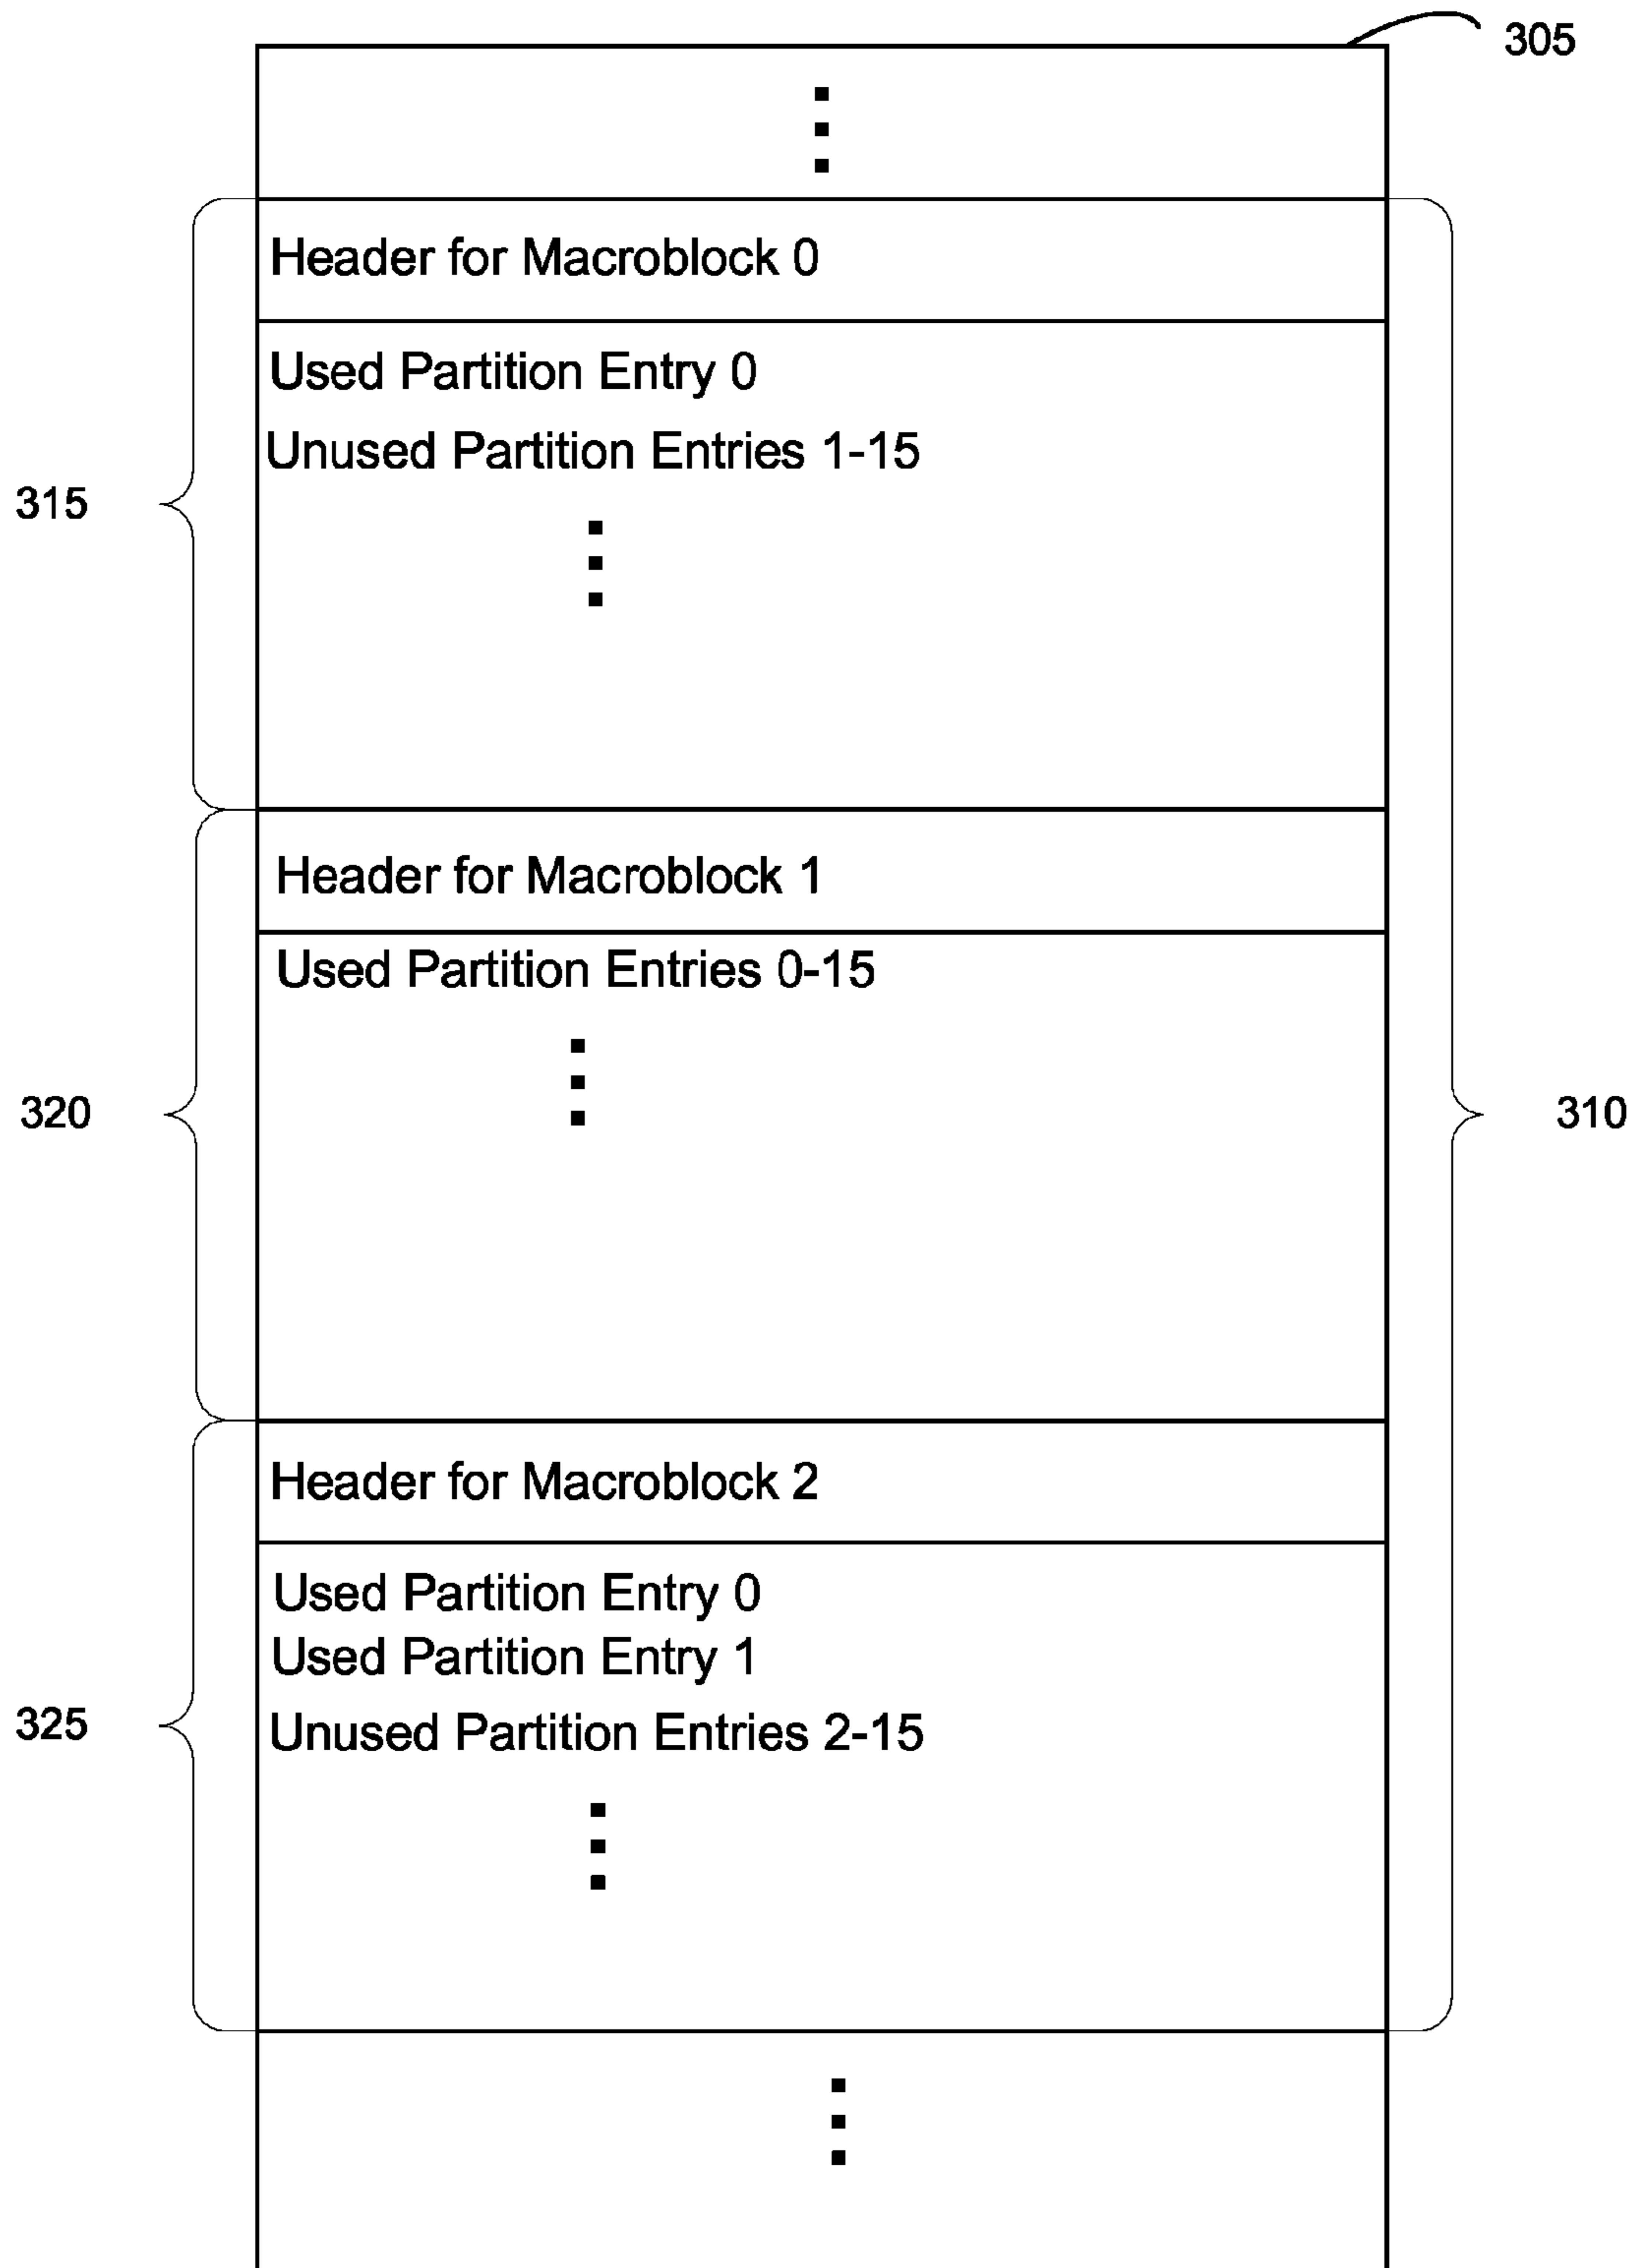 305
Header for Macroblock 0
Used Partition Entry 0
Unused Partition Entries 1-15
315
Header for Macroblock 1
Used Partition Entries 0-15
320
310
Header for Macroblock 2
Used Partition Entry 0
Used Partition Entry 1
Unused Partition Entries 2-15
325